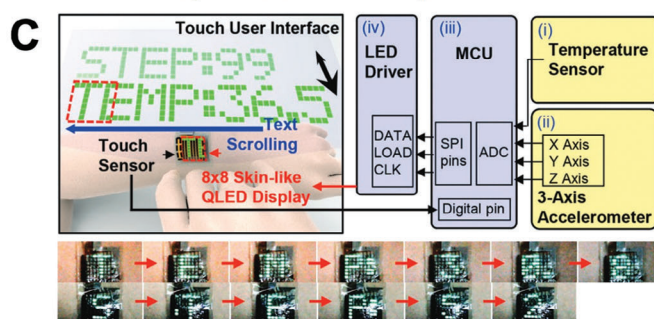 C
Touch User Interface
STEP:99
TEMP:36.5
Text
Scrolling
Touch
Sensor
8x8 Skin-like
QLED Display
(iv)
LED
Driver
DATA
LOAD
CLK
(iii)
MCU
SPI
pins
ADC
Digital pin
(i)
Temperature
Sensor
(ii)
X Axis
Y Axis
Z Axis
3-Axis
Accelerometer